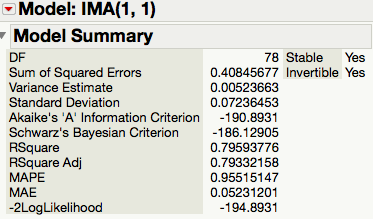 Model: IMA(1, 1)
Model Summary
DF 78 Stable Yes
Sum of Squared Errors 0.40845677 Invertible Yes
Variance Estimate 0.00523663
Standard Deviation 0.07236453
Akaike's 'A' Information Criterion -190.8931
Schwarz's Bayesian Criterion -186.12905
RSquare 0.79593776
RSquare Adj 0.79332158
MAPE 0.95515147
MAE 0.05231201
-2LogLikelihood -194.8931